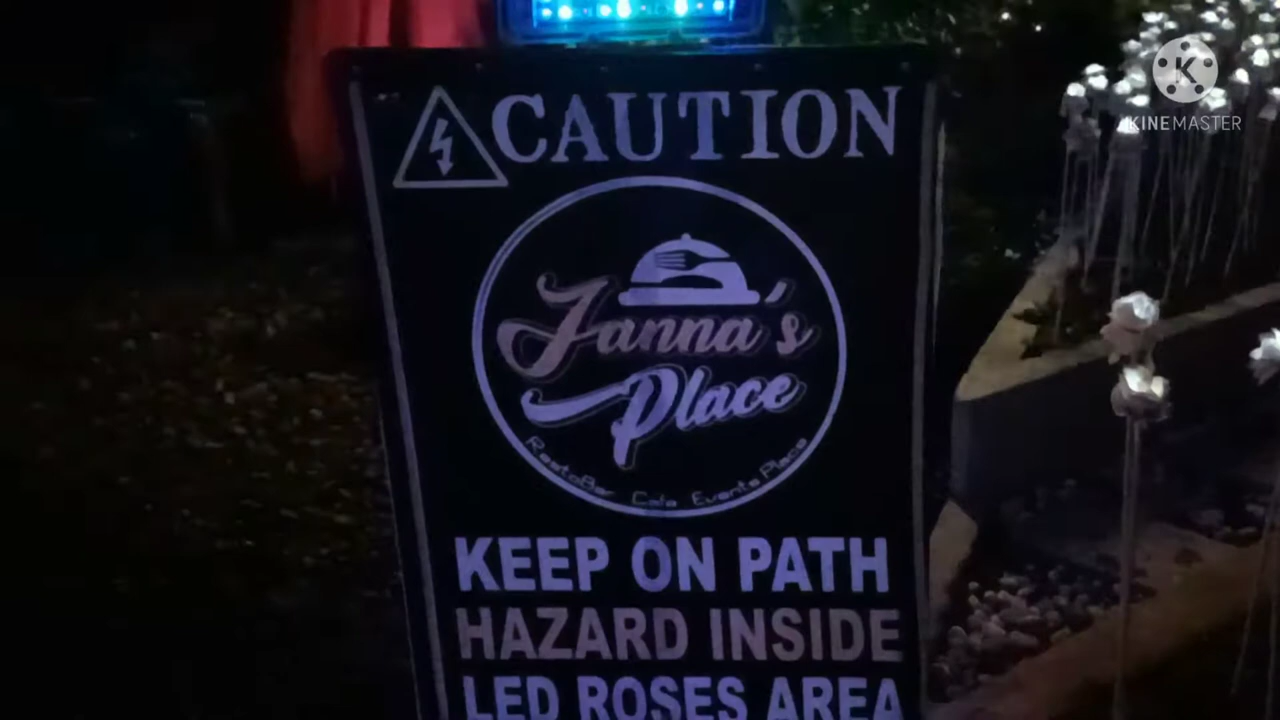 CAUTION
Janna's
Place
RestoBar Cafe Events Place
KEEP ON PATH
HAZARD INSIDE
LED ROSES AREA
K
KINEMASTER